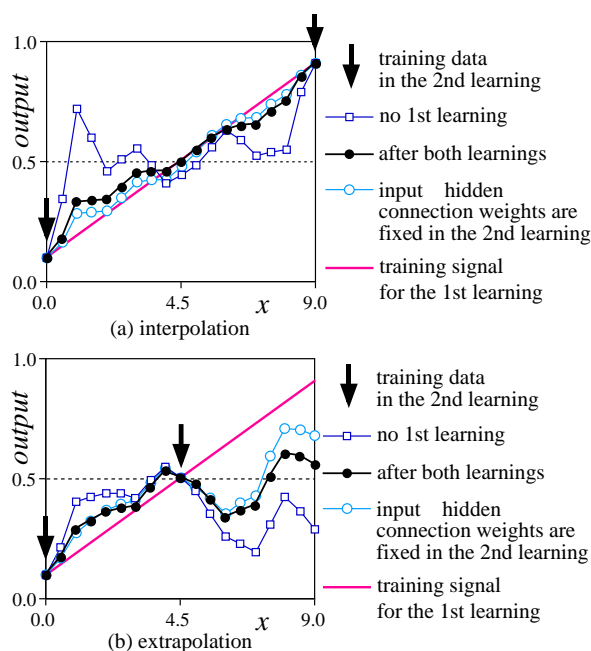 1.0
0.5
0.0
output
0.0
4.5
x
9.0
(a) interpolation
training data
in the 2nd learning
no 1st learning
after both learnings
input hidden
connection weights are
fixed in the 2nd learning
training signal
for the 1st learning
1.0
0.5
0.0
output
0.0
4.5
x
9.0
(b) extrapolation
training data
in the 2nd learning
no 1st learning
after both learnings
input hidden
connection weights are
fixed in the 2nd learning
training signal
for the 1st learning